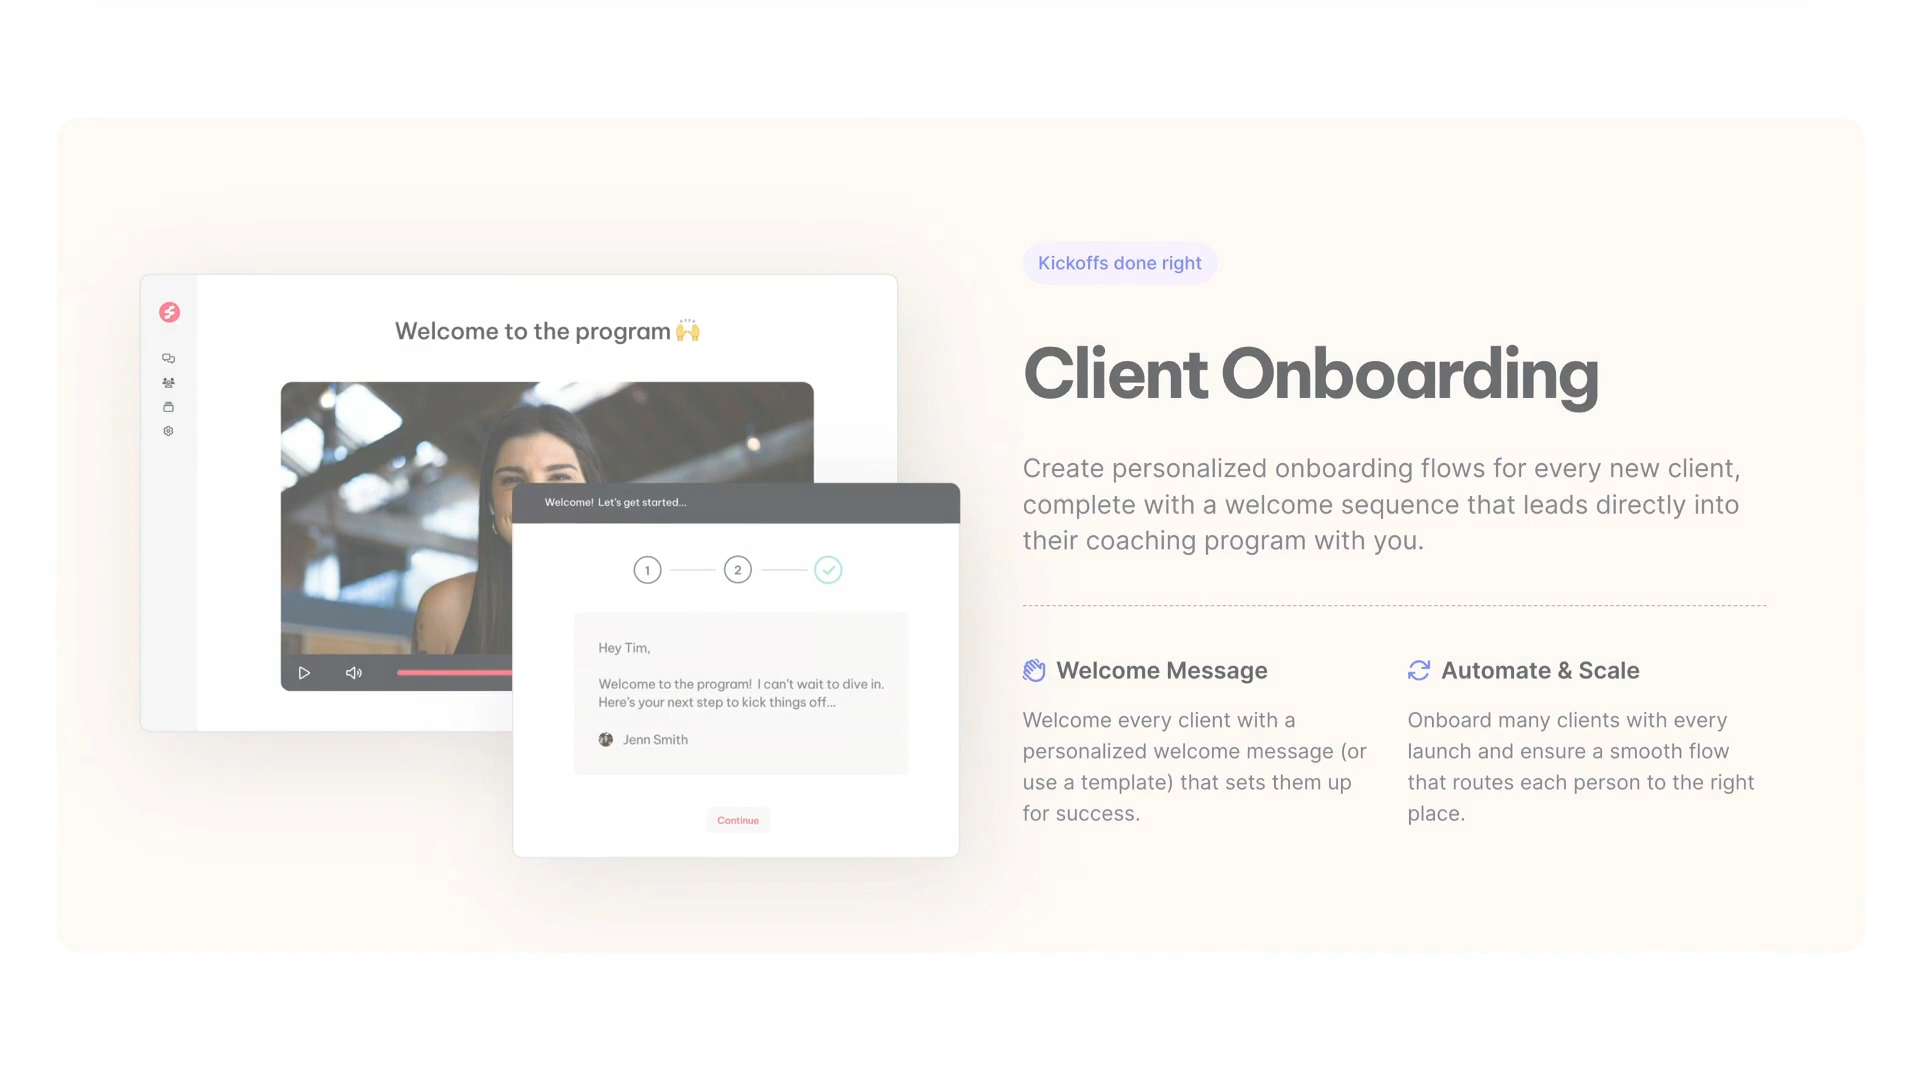 Welcome to the program 🙌
Welcome! Let's get started...
1
2
Hey Tim,
Welcome to the program! I can't wait to dive in.
Here's your next step to kick things off...
Jenn Smith
Continue
Kickoffs done right
Client Onboarding
Create personalized onboarding flows for every new client,
complete with a welcome sequence that leads directly into
their coaching program with you.
Welcome Message
Welcome every client with a
personalized welcome message (or
use a template) that sets them up
for success.
Automate & Scale
Onboard many clients with every
launch and ensure a smooth flow
that routes each person to the right
place.